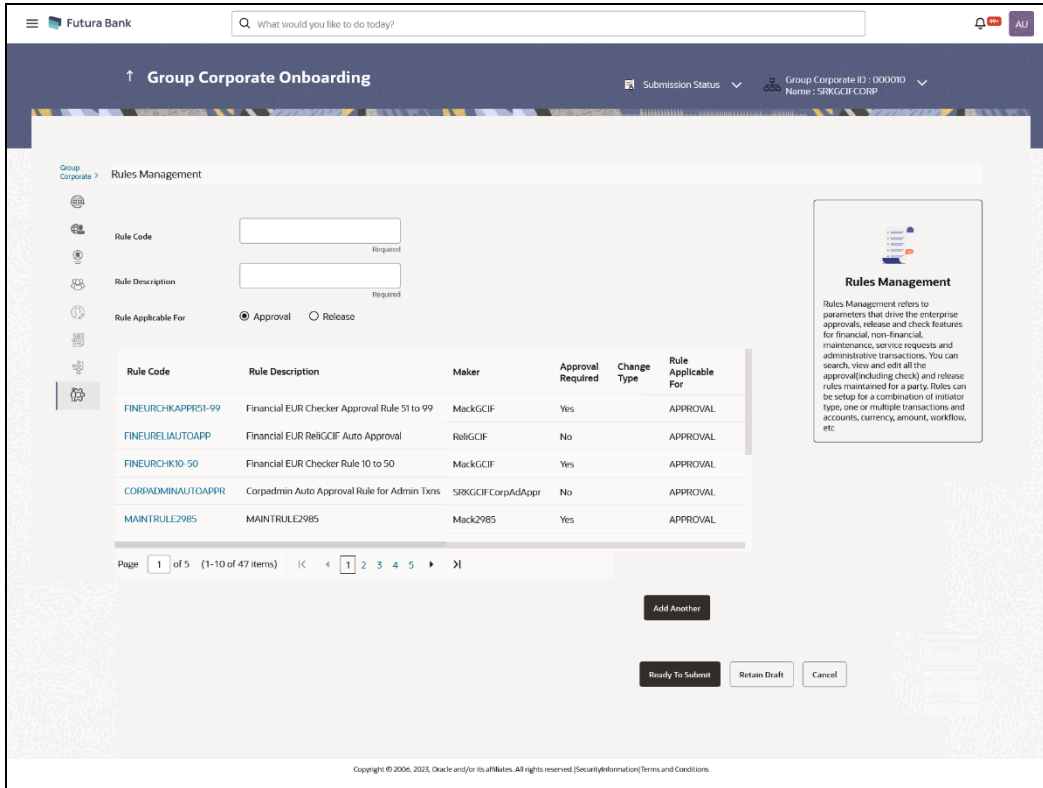 Futura Bank
What would you like to do today?
99+
AU
↑ Group Corporate Onboarding
Submission Status
Group Corporate ID : 000010
Name : SRKGCIFCORP
Group
Corporate >
Rules Management
Rule Code
Required
Rule Description
Required
Rule Applicable For
Approval
Release
Rule Code Rule Description Maker Approval Required Change Type Rule Applicable For
FINEURCHKAPPR51-99 Financial EUR Checker Approval Rule 51 to 99 MackGCIF Yes APPROVAL
FINEURELIAUTOAPP Financial EUR ReliGCIF Auto Approval ReliGCIF No APPROVAL
FINEURCHK10-50 Financial EUR Checker Rule 10 to 50 MackGCIF Yes APPROVAL
CORPADMINAUTOAPPR Corpadmin Auto Approval Rule for Admin Txns SRKGCIFCorpAdAppr No APPROVAL
MAINTRULE2985 MAINTRULE2985 Mack2985 Yes APPROVAL
Page 1 of 5 (1-10 of 47 items) 1 2 3 4 5
Add Another
Ready To Submit
Retain Draft
Cancel
Rules Management
Rules Management refers to
parameters that drive the enterprise
approvals, release and check features
for financial, non-financial,
maintenance, service requests and
administrative transactions. You can
search, view and edit all the
approval(including check) and release
rules maintained for a party. Rules can
be setup for a combination of initiator
type, one or multiple transactions and
accounts, currency, amount, workflow,
etc
Copyright © 2006, 2023, Oracle and/or its affiliates. All rights reserved.|SecurityInformation|Terms and Conditions